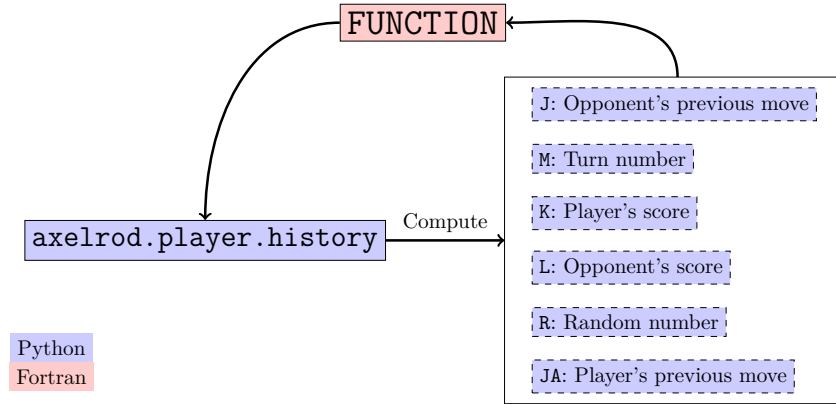 FUNCTION
J: Opponent's previous move
M: Turn number
K: Player's score
axelrod.player.history
Compute
L: Opponent's score
R: Random number
JA: Player's previous move
Python
Fortran